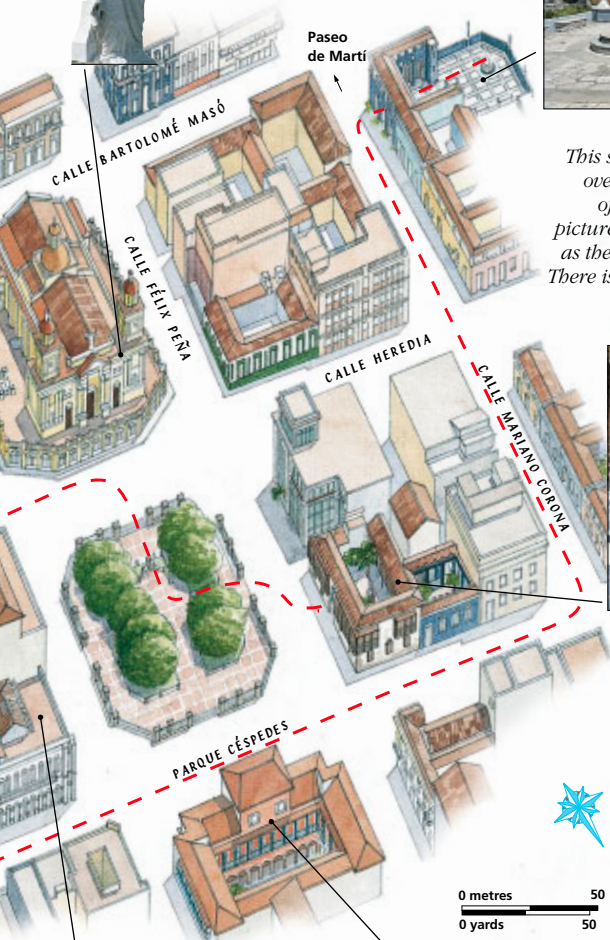 Paseo
de Martí
CALLE BARTOLOMÉ MASÓ
This s
ove
o
picture
as the
There is
CALLE FÉLIX PEÑA
CALLE HEREDIA
CALLE MARIANO CORONA
PARQUE CÉSPEDES
0 metres 50
0 yards 50